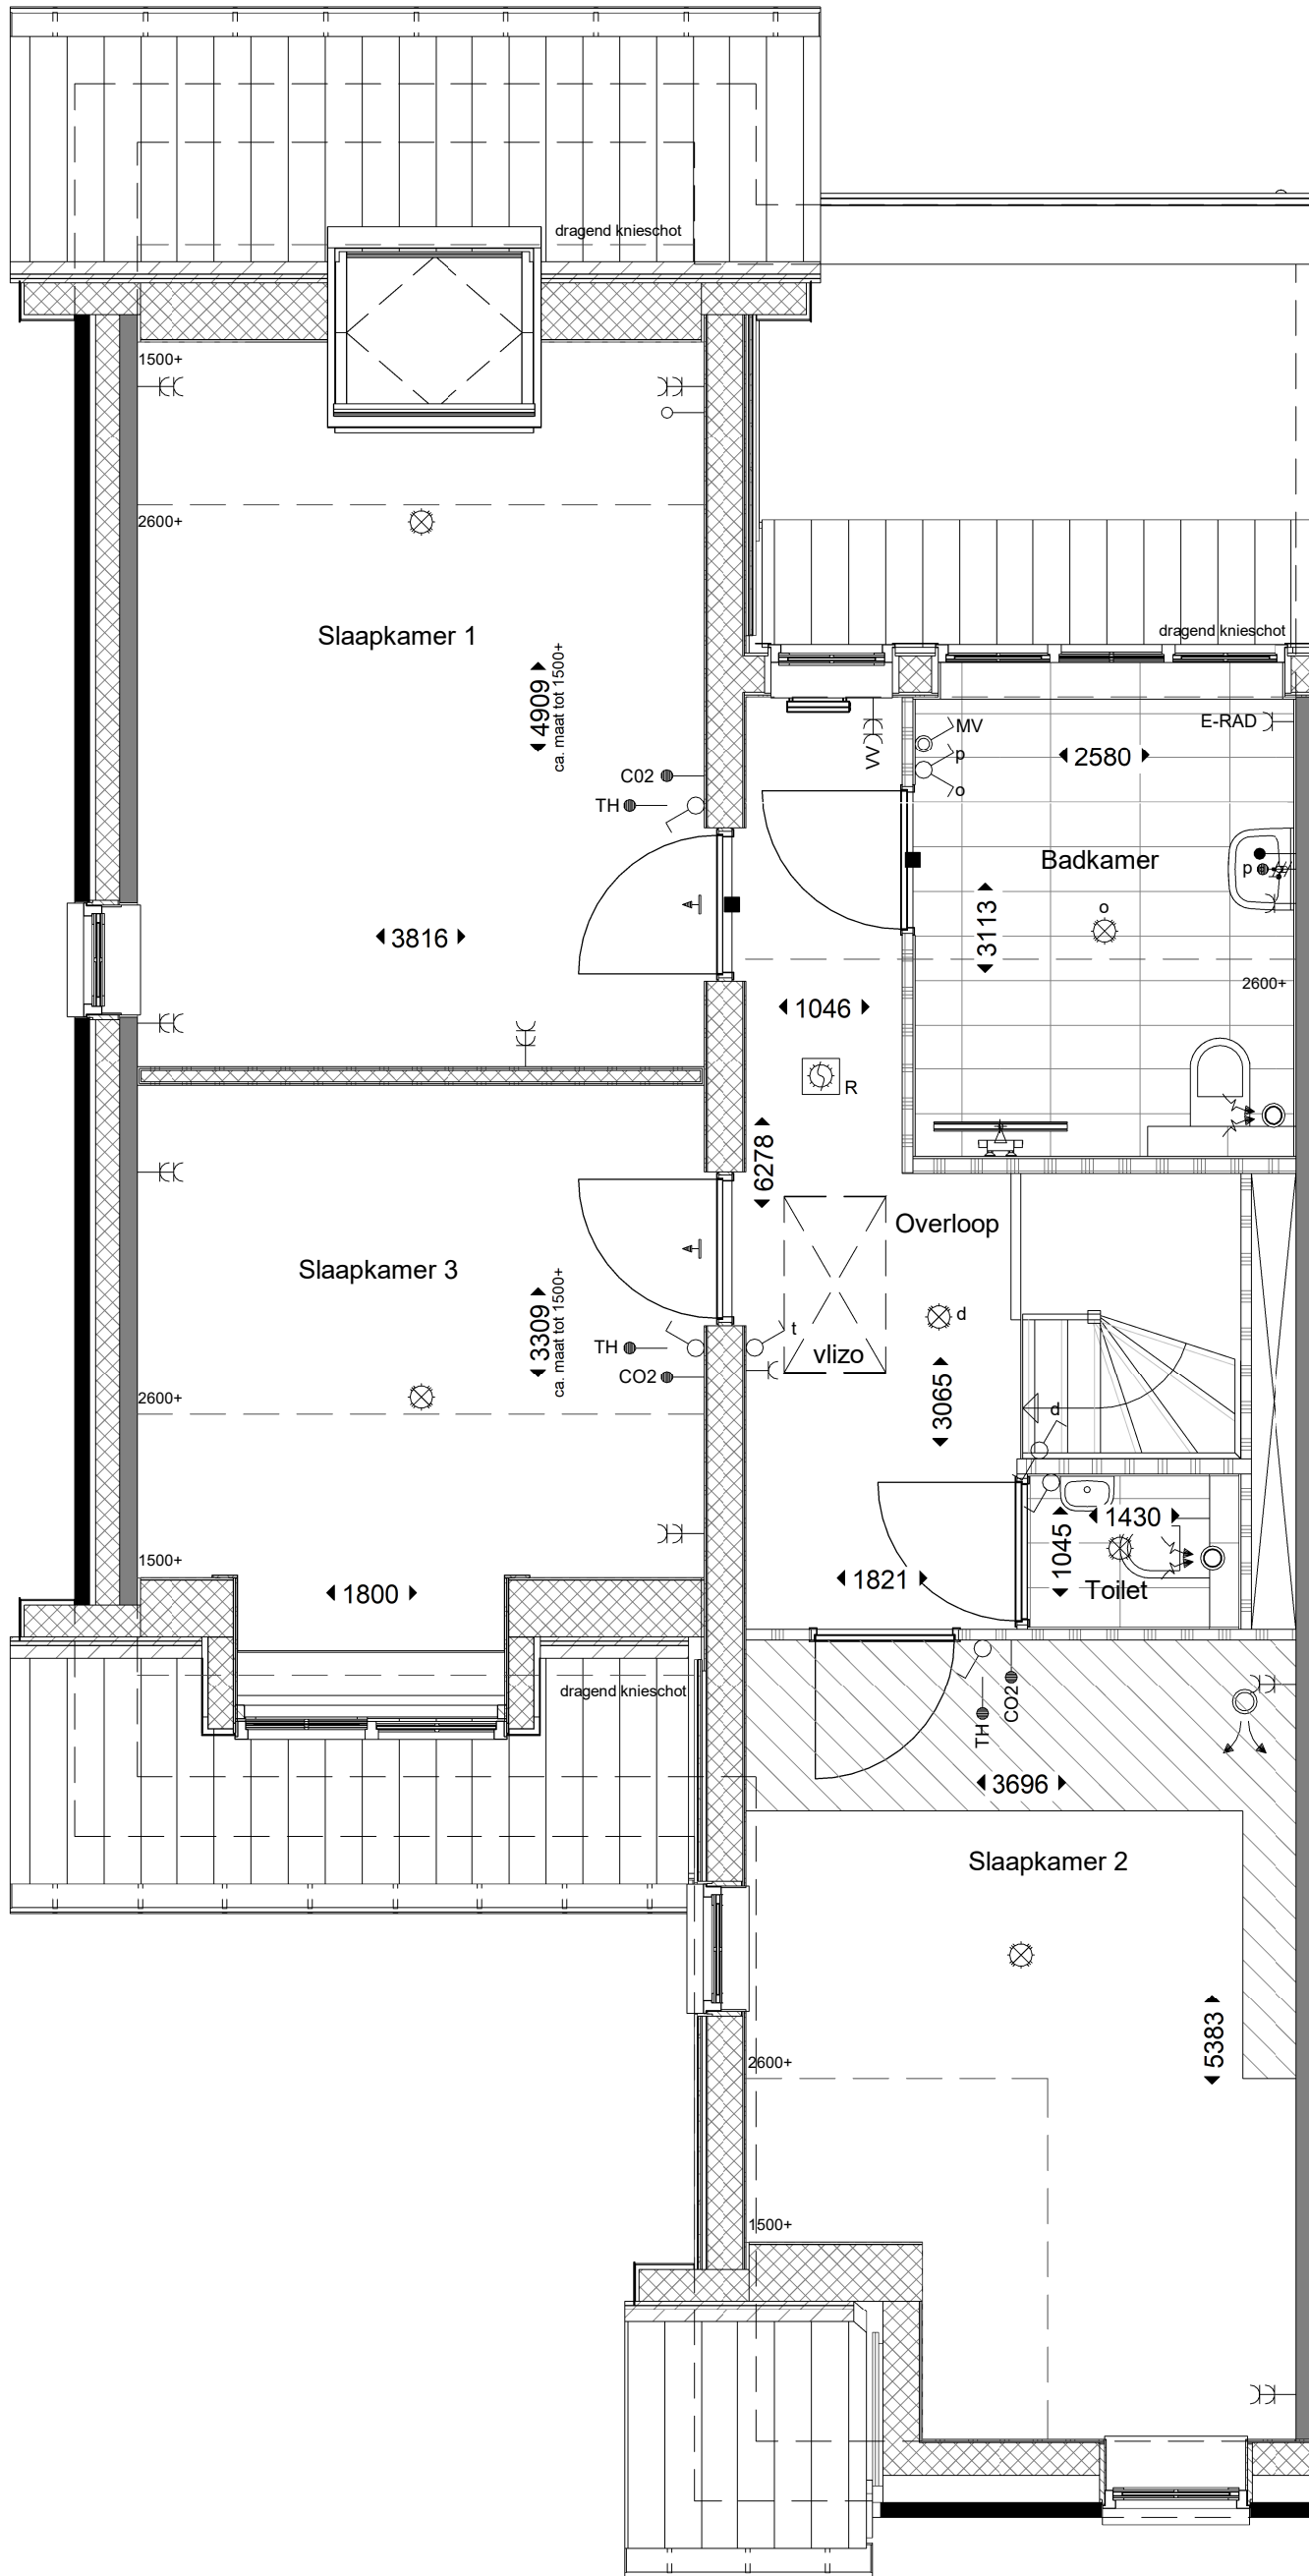 dragend knieschot
1500+
2600+
Slaapkamer 1
4909
ca. maat tot 1500+
C02
TH
3816
dragend knieschot
VV
MV
p
o
E-RAD
2580
Badkamer
p
3113
o
2600+
1046
R
6278
Overloop
Slaapkamer 3
3309
ca. maat tot 1500+
TH
CO2
t
vlizo
d
3065
d
2600+
1500+
1800
1430
1045
Toilet
1821
dragend knieschot
TH
CO2
3696
Slaapkamer 2
5383
2600+
1500+